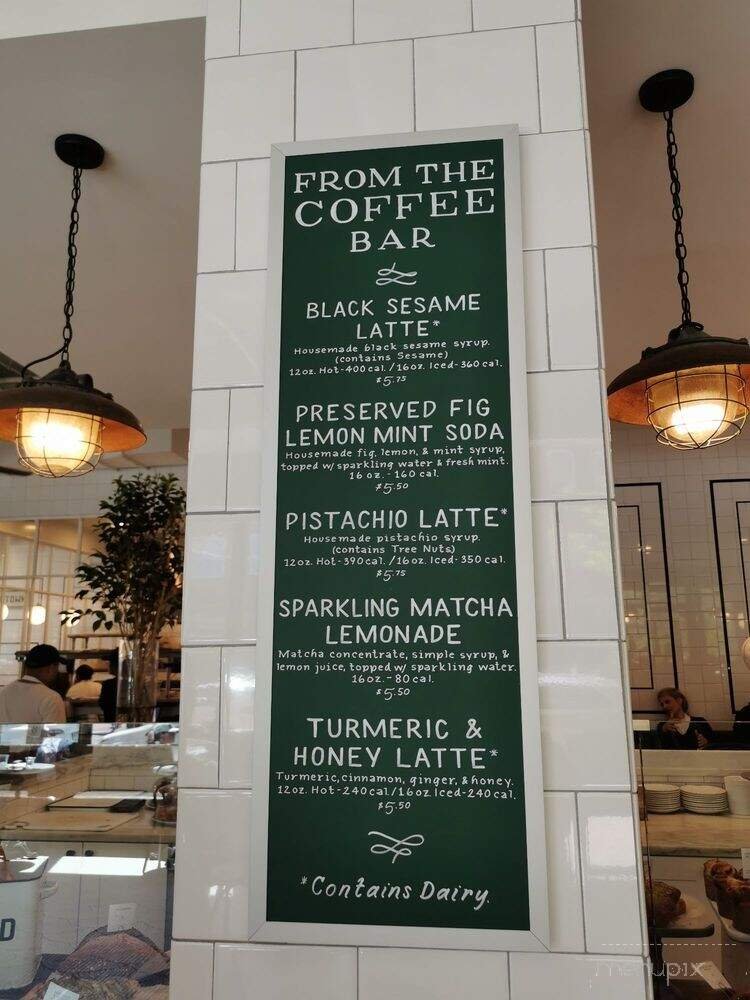 FROM THE
COFFEE
BAR
BLACK SESAME
LATTE*
Housemade black sesame syrup.
(contains Sesame)
12oz. Hot-400 cal. / 16oz. Iced-360 cal.
$5.75
PRESERVED FIG
LEMON MINT SODA
Housemade fig, lemon, & mint syrup,
topped w/ sparkling water & fresh mint.
16 oz. - 160 cal.
$5.50
PISTACHIO LATTE*
Housemade pistachio syrup.
(contains Tree Nuts)
12oz. Hot-390 cal. / 16oz. Iced-350 cal.
$5.75
SPARKLING MATCHA
LEMONADE
Matcha concentrate, simple syrup, &
lemon juice, topped w/ sparkling water.
16oz. - 80 cal.
$5.50
TURMERIC &
HONEY LATTE*
Turmeric, cinnamon, ginger, & honey.
12oz. Hot-240 cal. / 16oz Iced-240 cal.
$5.50
*Contains Dairy.
menupix